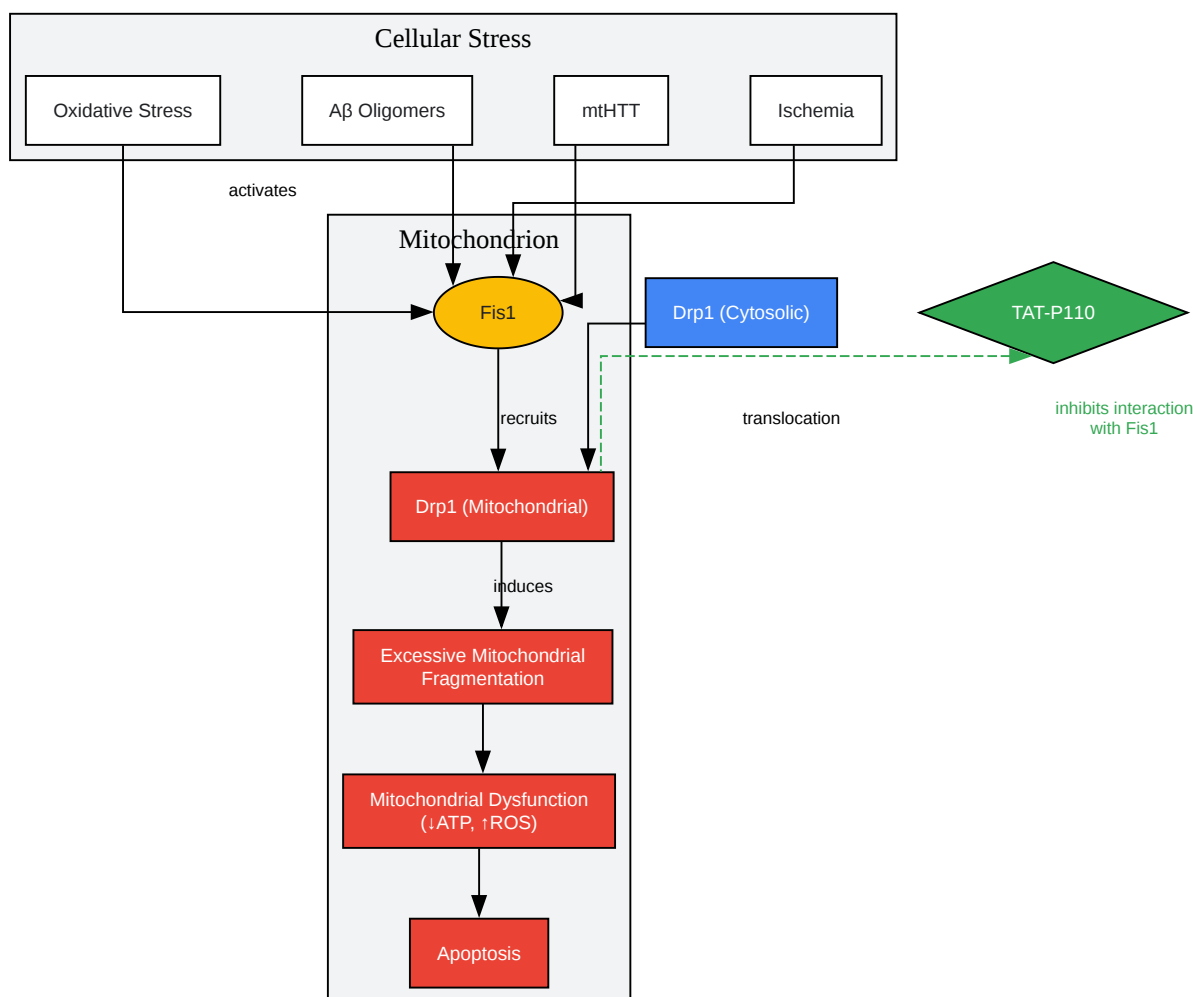 Cellular Stress
Oxidative Stress
Aβ Oligomers
mtHTT
Ischemia
activates
Mitochondrion
Fis1
Drp1 (Cytosolic)
TAT-P110
recruits
translocation
inhibits interaction
with Fis1
Drp1 (Mitochondrial)
induces
Excessive Mitochondrial
Fragmentation
Mitochondrial Dysfunction
(↓ATP, ↑ROS)
Apoptosis